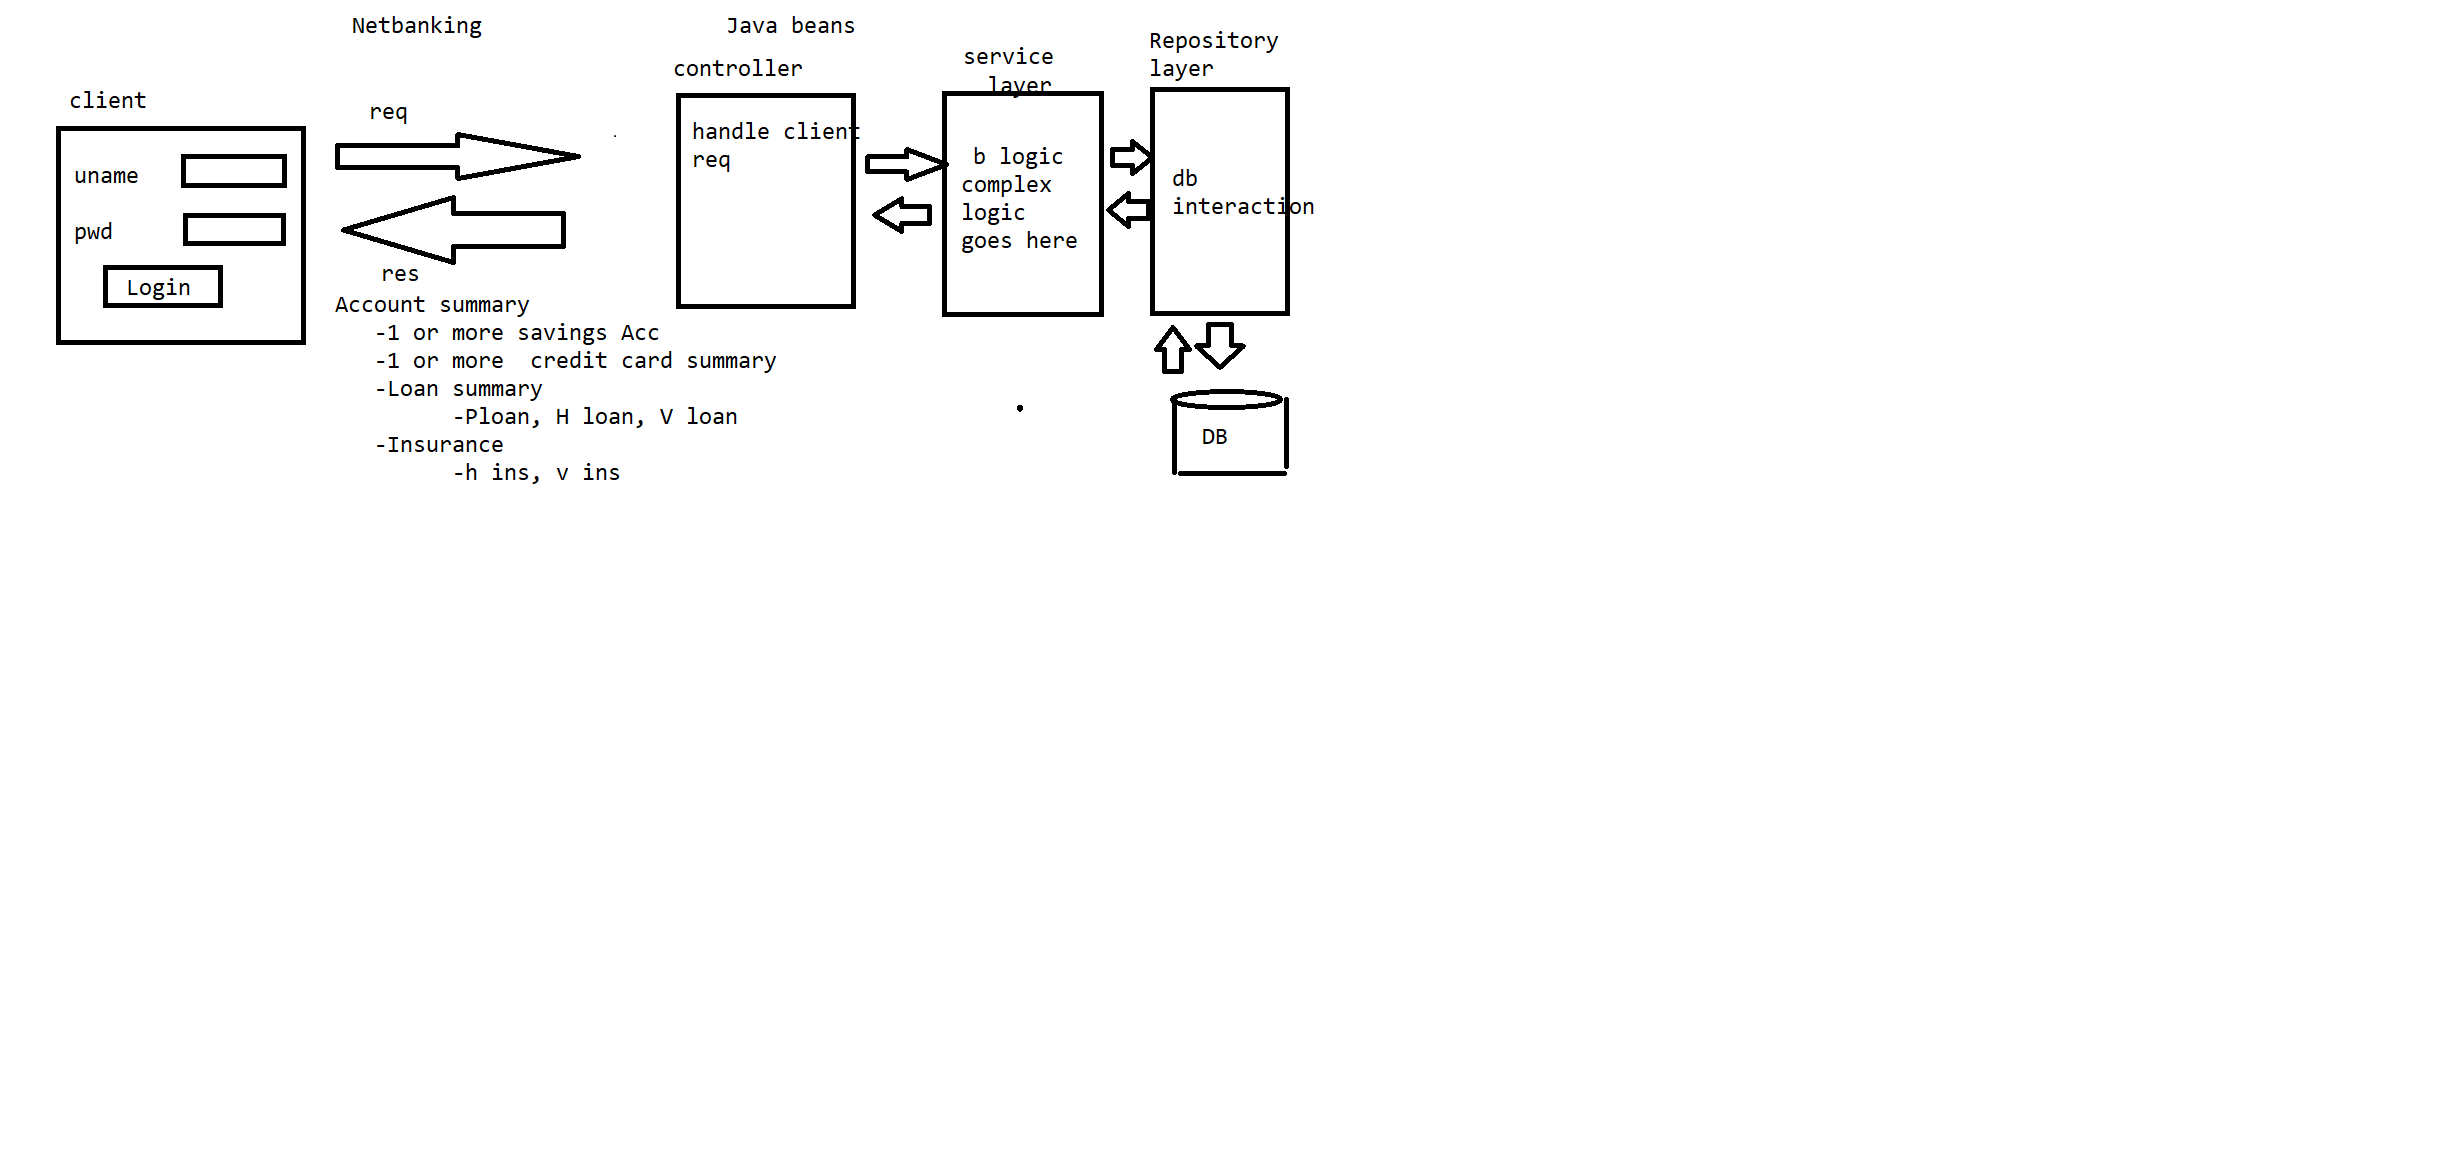 Netbanking
Java beans
client
uname
pwd
Login
req
res
Account summary
-1 or more savings Acc
-1 or more  credit card summary
-Loan summary
-Ploan, H loan, V loan
-Insurance
-h ins, v ins
controller
handle client
req
service
layer
b logic
complex
logic
goes here
Repository
layer
db
interaction
DB